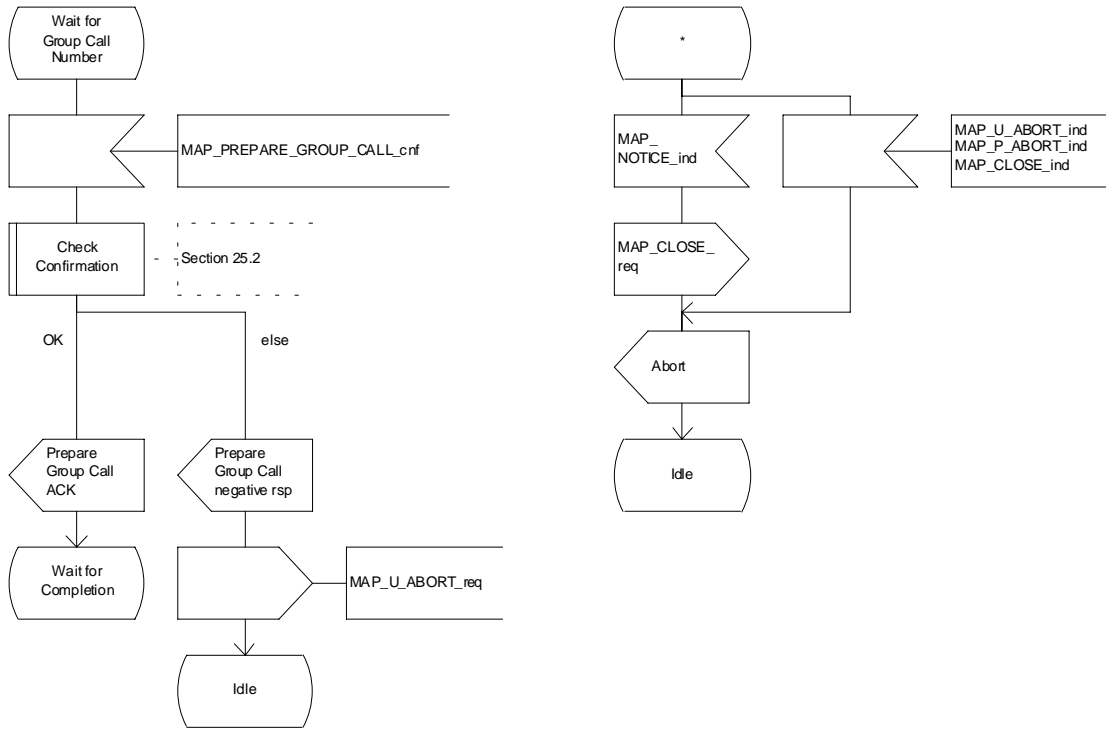 Wait for
Group Call
Number
MAP_PREPARE_GROUP_CALL_cnf
Check
Confirmation
Section 25.2
OK
else
Prepare
Group Call
ACK
Prepare
Group Call
negative rsp
Wait for
Completion
MAP_U_ABORT_req
Idle
*
MAP_
NOTICE_ind
MAP_U_ABORT_ind
MAP_P_ABORT_ind
MAP_CLOSE_ind
MAP_CLOSE_
req
Abort
Idle